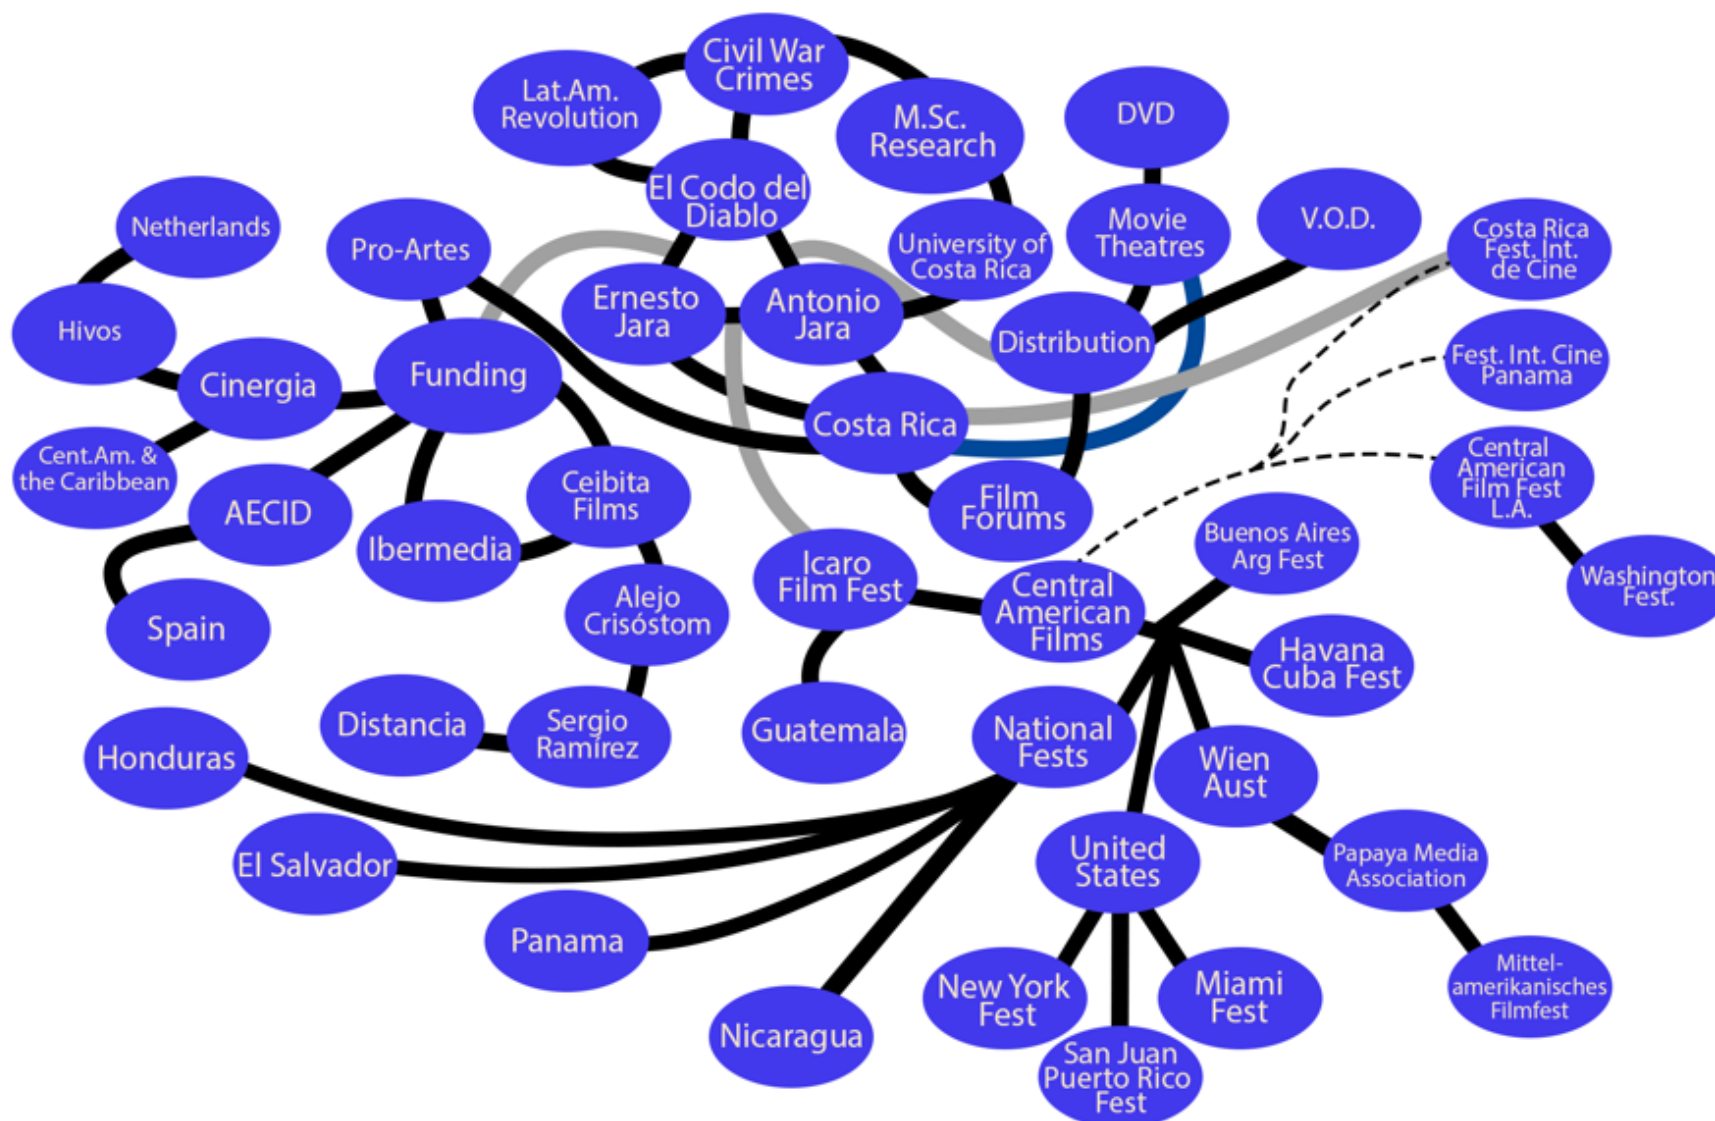 Civil War
Crimes
Lat.Am.
Revolution
M.Sc.
Research
DVD
El Codo del
Diablo
Netherlands
Pro-Artes
University of
Costa Rica
Movie
Theatres
V.O.D.
Costa Rica
Fest. Int.
de Cine
Hivos
Ernesto
Jara
Antonio
Jara
Distribution
Fest. Int. Cine
Panama
Cinergia
Funding
Costa Rica
Cent.Am. &
the Caribbean
AECID
Ceibita
Films
Film
Forums
Central
American
Film Fest
L.A.
Ibermedia
Icaro
Film Fest
Buenos Aires
Arg Fest
Washington
Fest.
Spain
Alejo
Crisóstom
Central
American
Films
Havana
Cuba Fest
Distancia
Sergio
Ramírez
Guatemala
National
Fests
Honduras
Wien
Aust
El Salvador
United
States
Papaya Media
Association
Panama
New York
Fest
Miami
Fest
Mittel-
amerikanisches
Filmfest
Nicaragua
San Juan
Puerto Rico
Fest